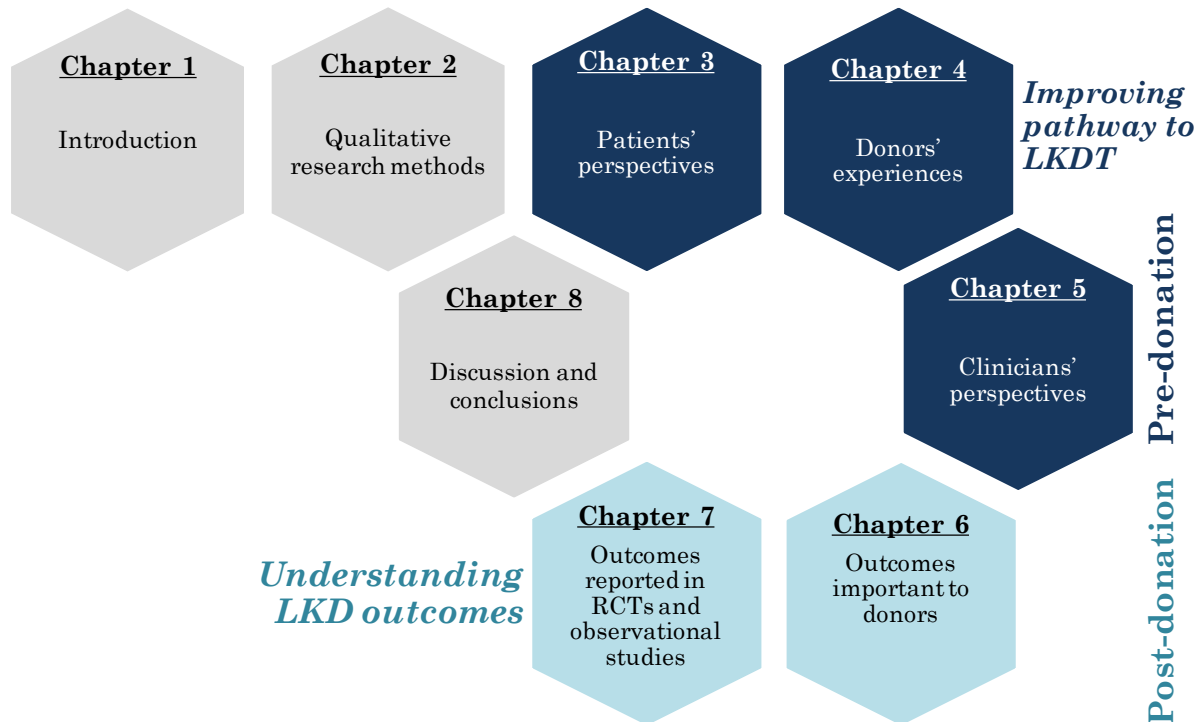 Chapter 1
Introduction
Chapter 2
Qualitative
research methods
Chapter 3
Patients'
perspectives
Chapter 4
Donors'
experiences
Improving
pathway to
LKDT
Chapter 5
Clinicians'
perspectives
Pre-donation
Chapter 8
Discussion and
conclusions
Understanding
LKD outcomes
Chapter 7
Outcomes
reported in
RCTs and
observational
studies
Chapter 6
Outcomes
important to
donors
Post-donation